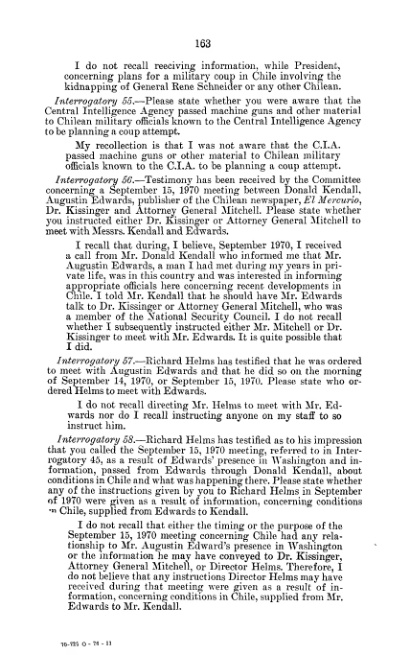 163
I do not recall receiving information, while President,
concerning plans for a military coup in Chile involving the
kidnapping of General Rene Schneider or any other Chilean.
Interrogatory 55.—Please state whether you were aware that the
Central Intelligence Agency passed machine guns and other material
to Chilean military officials known to the Central Intelligence Agency
to be planning a coup attempt.
My recollection is that I was not aware that the C.I.A.
passed machine guns or other material to Chilean military
officials known to the C.I.A. to be planning a coup attempt.
Interrogatory 56.—Testimony has been received by the Committee
concerning a September 15, 1970 meeting between Donald Kendall,
Augustin Edwards, publisher of the Chilean newspaper, El Mercurio,
Dr. Kissinger and Attorney General Mitchell. Please state whether
you instructed either Dr. Kissinger or Attorney General Mitchell to
meet with Messrs. Kendall and Edwards.
I recall that during, I believe, September 1970, I received
a call from Mr. Donald Kendall who informed me that Mr.
Augustin Edwards, a man I had met during my years in pri-
vate life, was in this country and was interested in informing
appropriate officials here concerning recent developments in
Chile. I told Mr. Kendall that he should have Mr. Edwards
talk to Dr. Kissinger or Attorney General Mitchell, who was
a member of the National Security Council. I do not recall
whether I subsequently instructed either Mr. Mitchell or Dr.
Kissinger to meet with Mr. Edwards. It is quite possible that
I did.
Interrogatory 57.—Richard Helms has testified that he was ordered
to meet with Augustin Edwards and that he did so on the morning
of September 14, 1970, or September 15, 1970. Please state who or-
dered Helms to meet with Edwards.
I do not recall directing Mr. Helms to meet with Mr. Ed-
wards nor do I recall instructing anyone on my staff to so
instruct him.
Interrogatory 58.—Richard Helms has testified as to his impression
that you called the September 15, 1970 meeting, referred to in Inter-
rogatory 45, as a result of Edwards' presence in Washington and in-
formation, passed from Edwards through Donald Kendall, about
conditions in Chile and what was happening there. Please state whether
any of the instructions given by you to Richard Helms in September
of 1970 were given as a result of information, concerning conditions
in Chile, supplied from Edwards to Kendall.
I do not recall that either the timing or the purpose of the
September 15, 1970 meeting concerning Chile had any rela-
tionship to Mr. Augustin Edward's presence in Washington
or the information he may have conveyed to Dr. Kissinger,
Attorney General Mitchell, or Director Helms. Therefore, I
do not believe that any instructions Director Helms may have
received during that meeting were given as a result of in-
formation, concerning conditions in Chile, supplied from Mr.
Edwards to Mr. Kendall.
70-725 O - 76 - 11